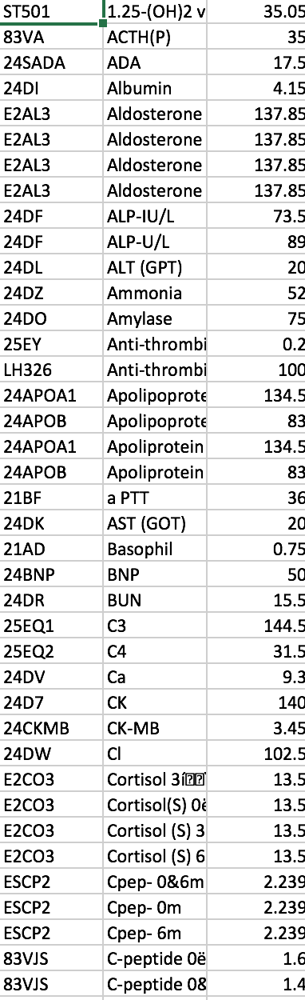 ST501 1.25-(OH)2 v 35.05
83VA ACTH(P) 35
24SADA ADA 17.5
24DI Albumin 4.15
E2AL3 Aldosterone 137.85
E2AL3 Aldosterone 137.85
E2AL3 Aldosterone 137.85
E2AL3 Aldosterone 137.85
24DF ALP-IU/L 73.5
24DF ALP-U/L 89
24DL ALT (GPT) 20
24DZ Ammonia 52
24DO Amylase 75
25EY Anti-thrombi 0.2
LH326 Anti-thrombi 100
24APOA1 Apolipoprote 134.5
24APOB Apolipoprote 83
24APOA1 Apoliprotein 134.5
24APOB Apoliprotein 83
21BF a PTT 36
24DK AST (GOT) 20
21AD Basophil 0.75
24BNP BNP 50
24DR BUN 15.5
25EQ1 C3 144.5
25EQ2 C4 31.5
24DV Ca 9.3
24D7 CK 140
24CKMB CK-MB 3.45
24DW Cl 102.5
E2CO3 Cortisol 13.5
E2CO3 Cortisol(S) 0ë 13.5
E2CO3 Cortisol (S) 3 13.5
E2CO3 Cortisol (S) 6 13.5
ESCP2 Cpep- 0&6m 2.239
ESCP2 Cpep- 0m 2.239
ESCP2 Cpep- 6m 2.239
83VJS C-peptide 0ë 1.6
83VJS C-peptide 0& 1.4